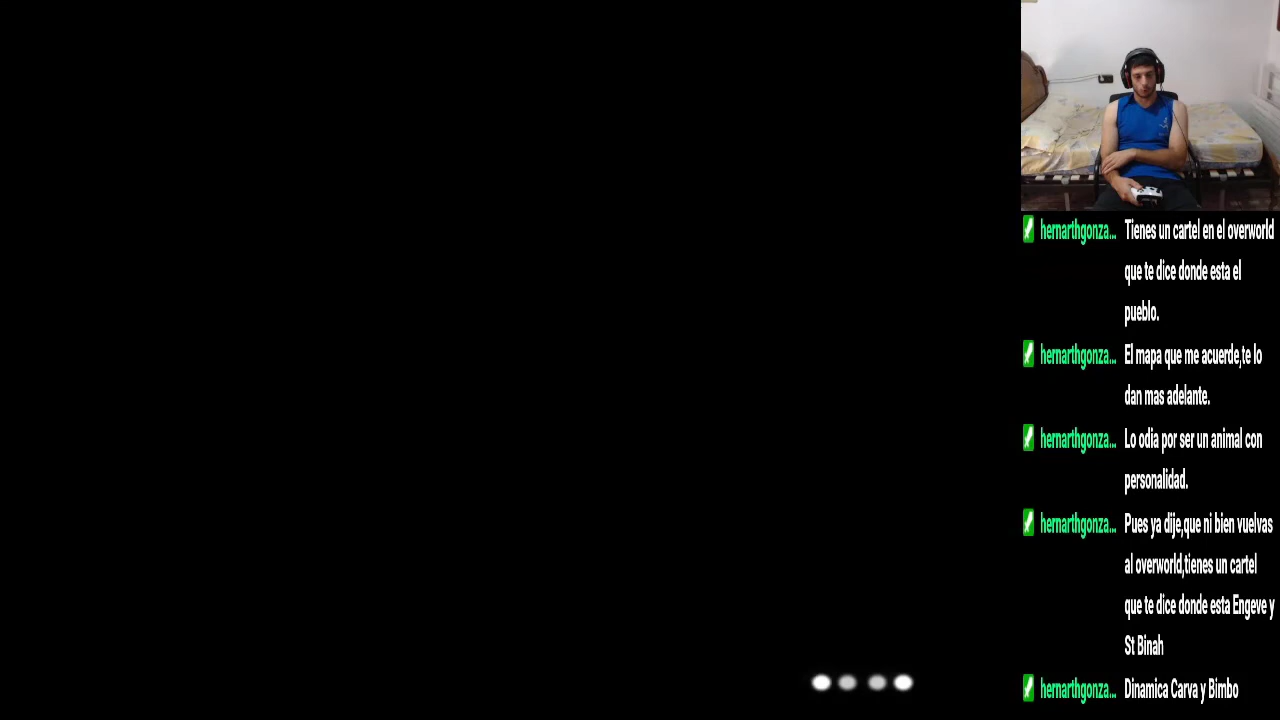 hernarthgonza... Tienes un cartel en el overworld
que te dice donde esta el
pueblo.
hernarthgonza... El mapa que me acuerde,te lo
dan mas adelante.
hernarthgonza... Lo odia por ser un animal con
personalidad.
hernarthgonza... Pues ya dije,que ni bien vuelvas
al overworld,tienes un cartel
que te dice donde esta Engeve y
St Binah
hernarthgonza... Dinamica Carva y Bimbo